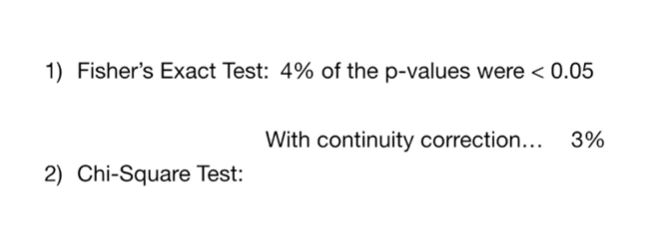 1) Fisher's Exact Test: 4% of the p-values were < 0.05
With continuity correction... 3%
2) Chi-Square Test: